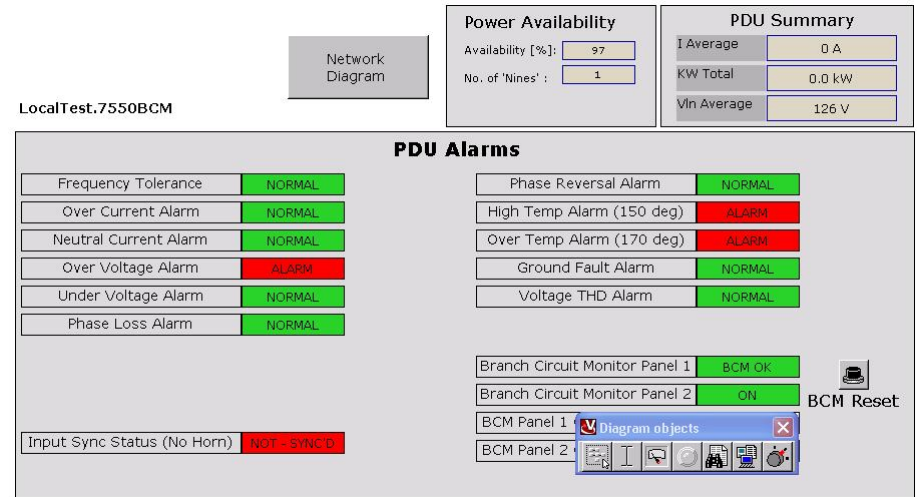 Power Availability
Availability [%]: 97
No. of 'Nines' : 1
PDU Summary
I Average 0 A
KW Total 0.0 kW
Vln Average 126 V
Network
Diagram
LocalTest.7550BCM
PDU Alarms
Frequency Tolerance NORMAL
Over Current Alarm NORMAL
Neutral Current Alarm NORMAL
Over Voltage Alarm ALARM
Under Voltage Alarm NORMAL
Phase Loss Alarm NORMAL
Input Sync Status (No Horn) NOT - SYNC'D
Phase Reversal Alarm NORMAL
High Temp Alarm (150 deg) ALARM
Over Temp Alarm (170 deg) ALARM
Ground Fault Alarm NORMAL
Voltage THD Alarm NORMAL
Branch Circuit Monitor Panel 1 BCM OK
Branch Circuit Monitor Panel 2 ON
BCM Panel 1
BCM Panel 2
BCM Reset
Diagram objects